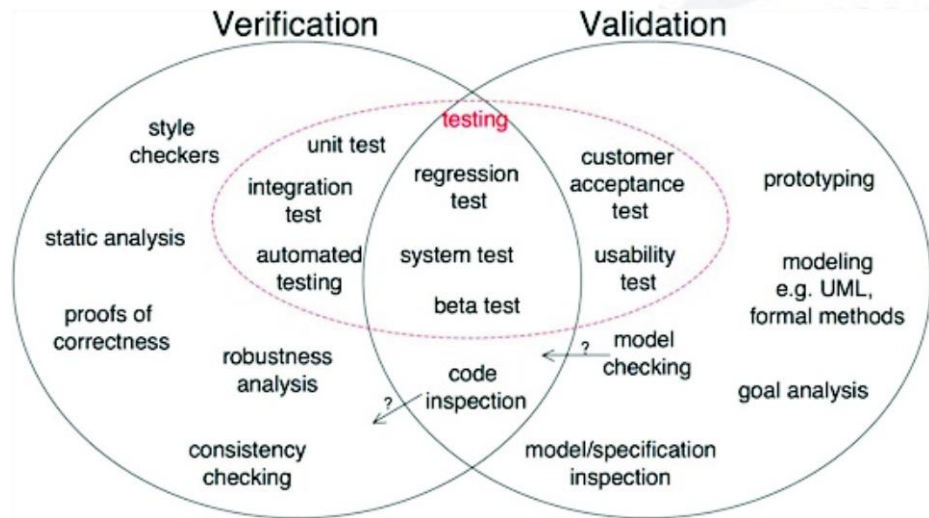 Verification
Validation
testing
style
checkers
unit test
integration
test
automated
testing
static analysis
proofs of
correctness
robustness
analysis
consistency
checking
regression
test
system test
beta test
code
inspection
?
customer
acceptance
test
usability
test
?
model
checking
model/specification
inspection
prototyping
modeling
e.g. UML,
formal methods
goal analysis